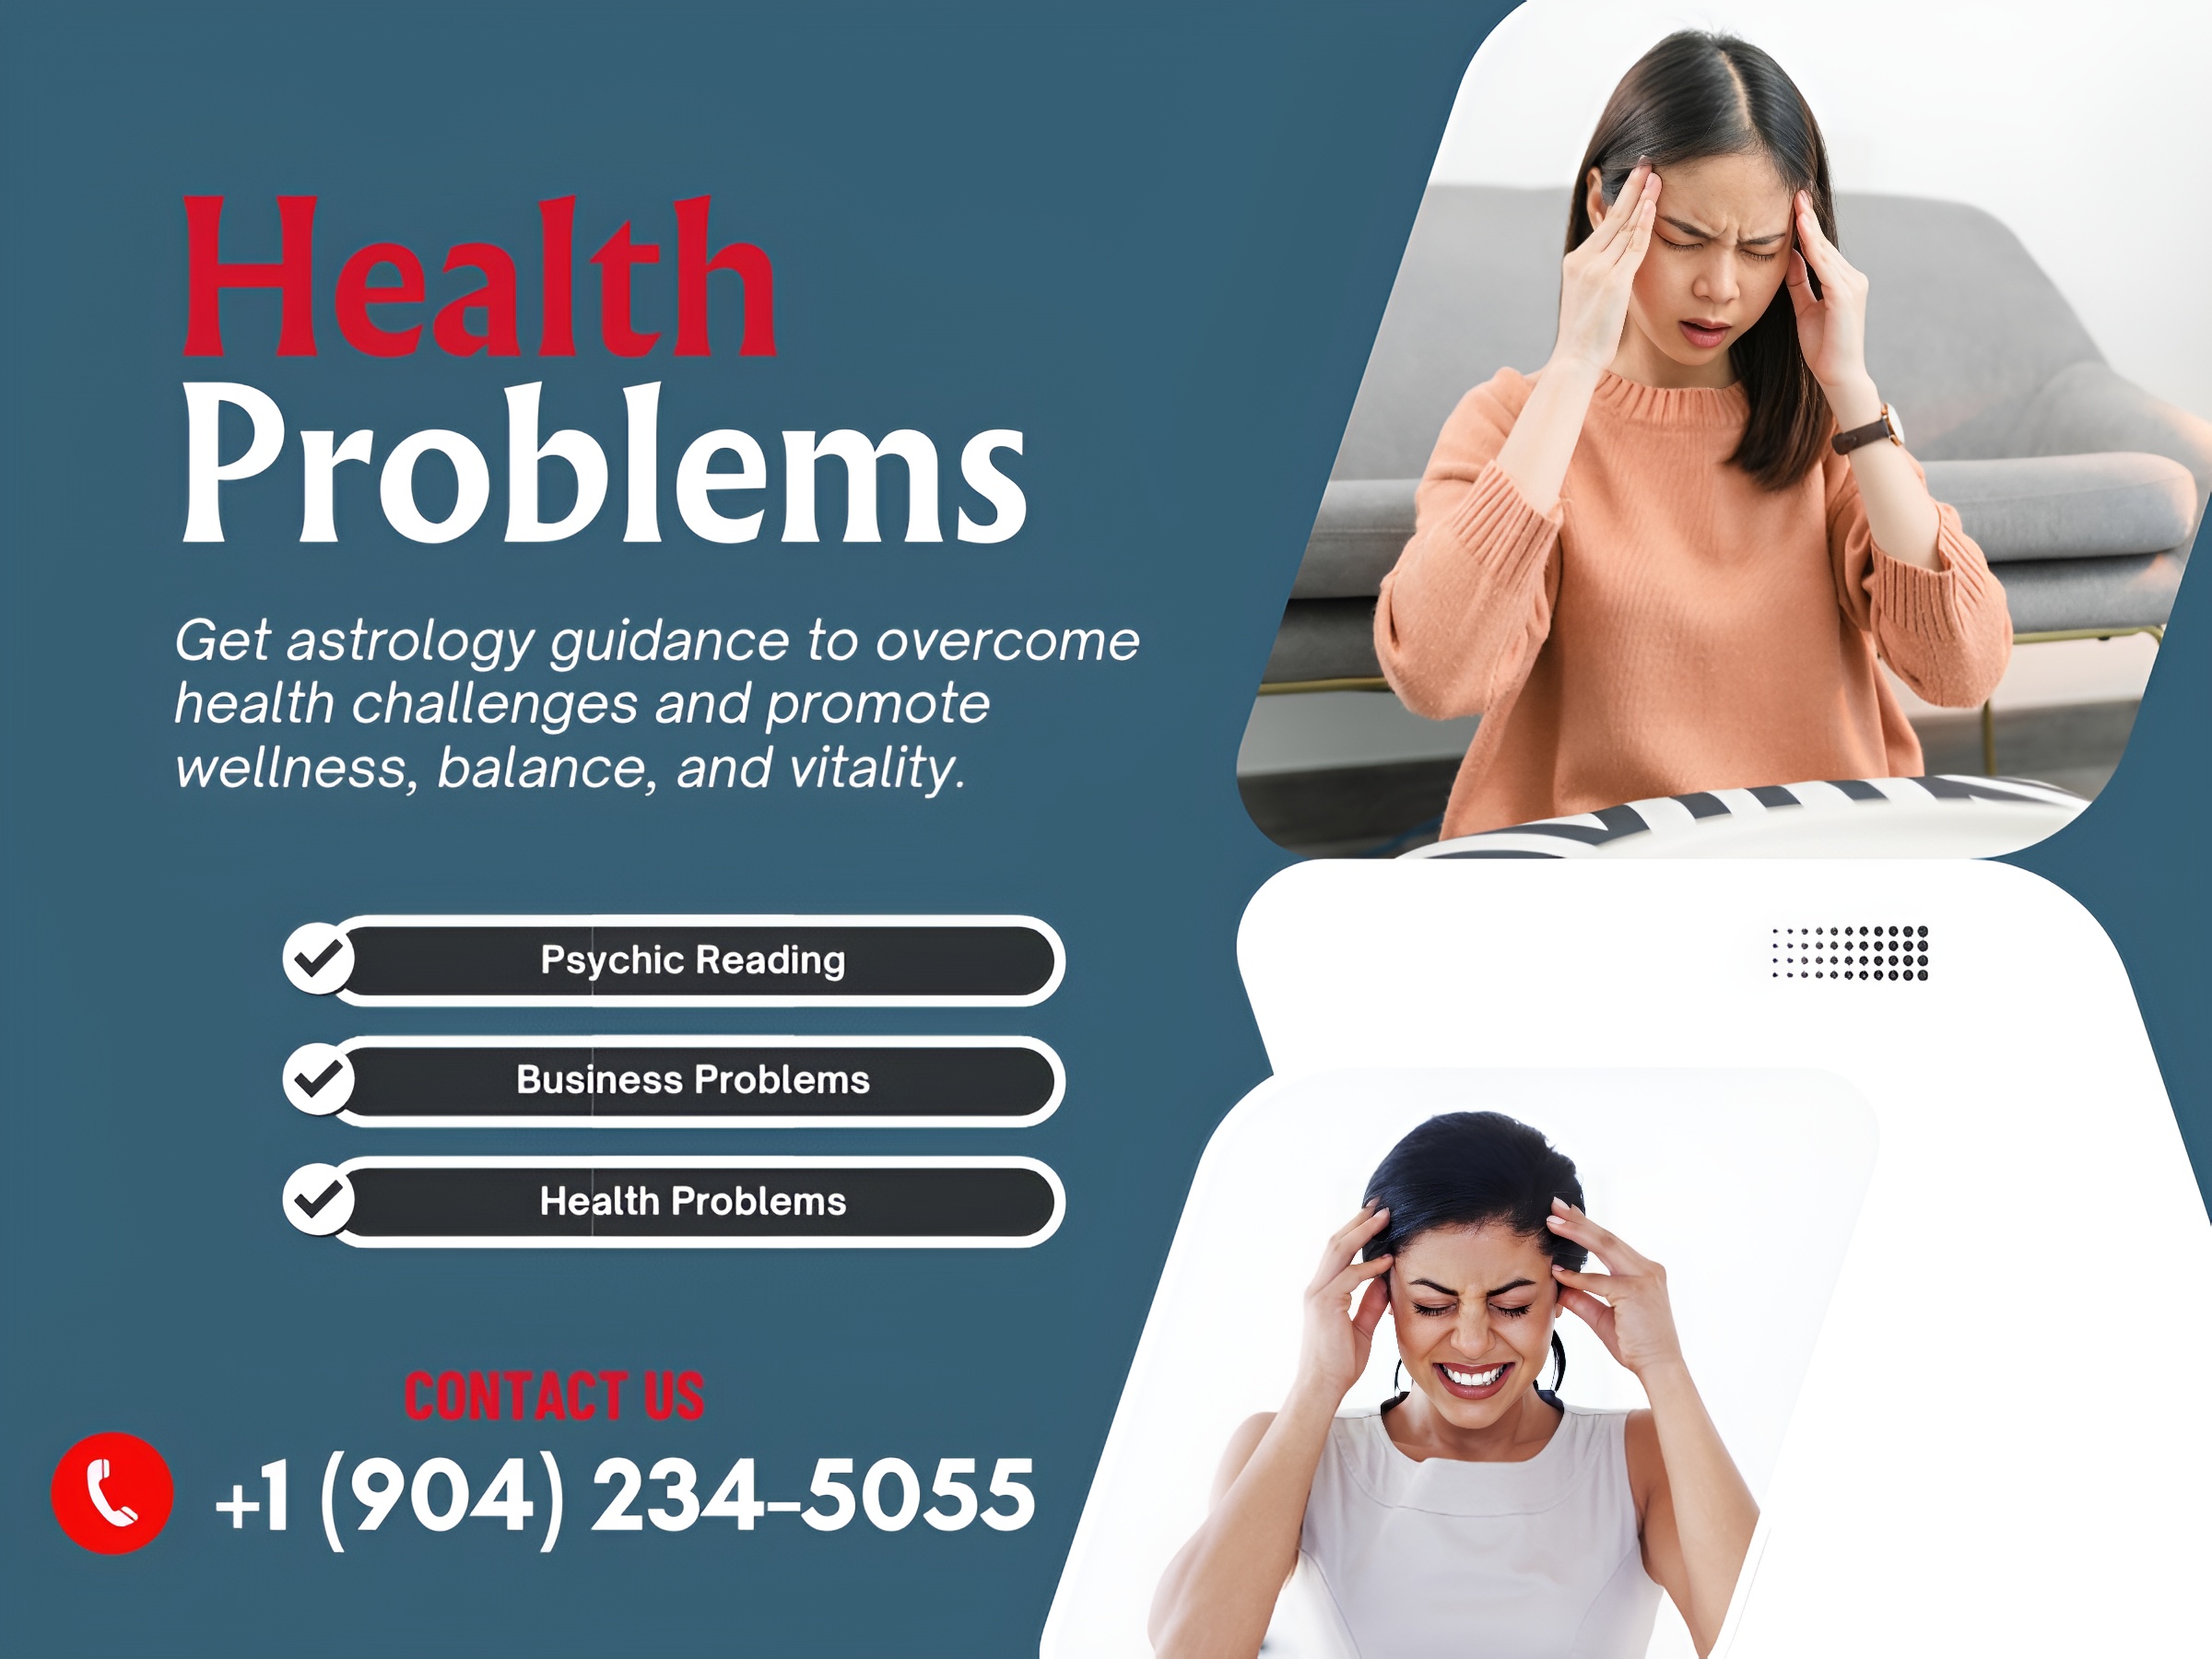 Health
Problems
Get astrology guidance to overcome
health challenges and promote
wellness, balance, and vitality.
Psychic Reading
Business Problems
Health Problems
CONTACT US
+1 (904) 234-5055